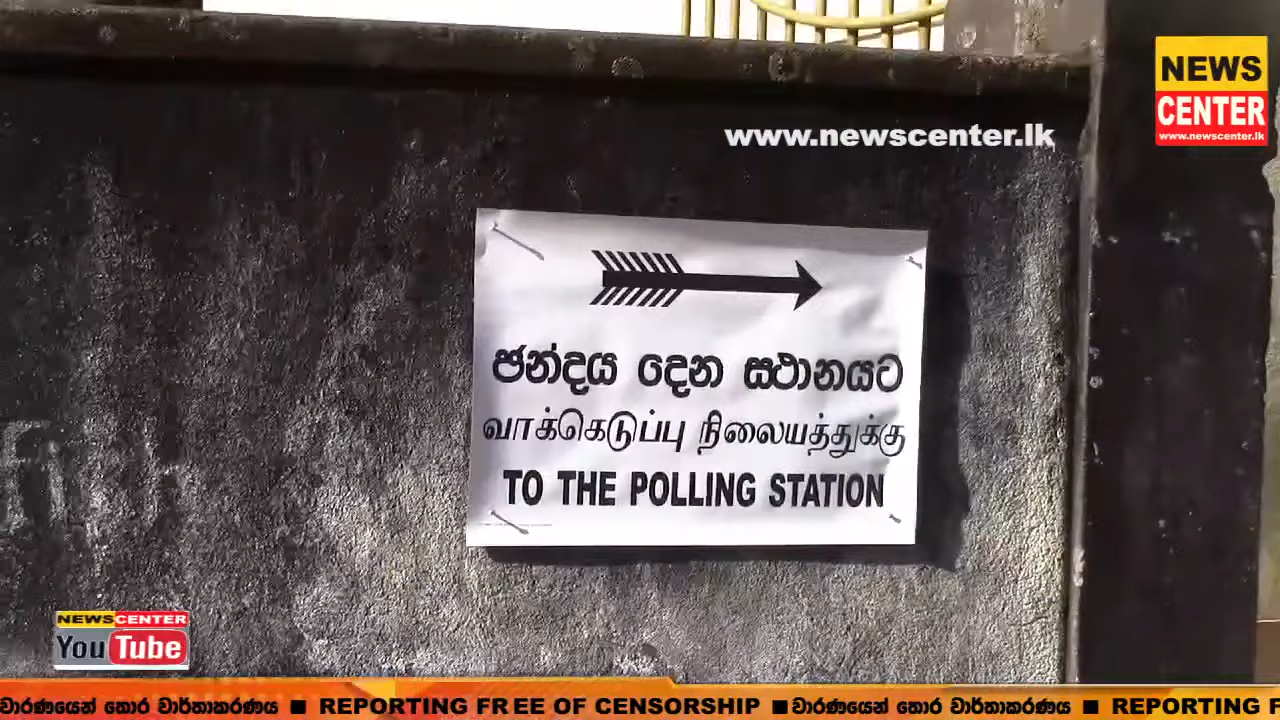 NEWS
CENTER
www.newscenter.lk
www.newscenter.lk
ඡන්දය දෙන ස්ථානයට
வாக்கெடுப்பு நிலையத்துக்கு
TO THE POLLING STATION
NEWSCENTER
YouTube
වාරණයෙන් තොර වාර්තාකරණය ■ REPORTING FREE OF CENSORSHIP ■වාරණයෙන් තොර වාර්තාකරණය ■ REPORTING F